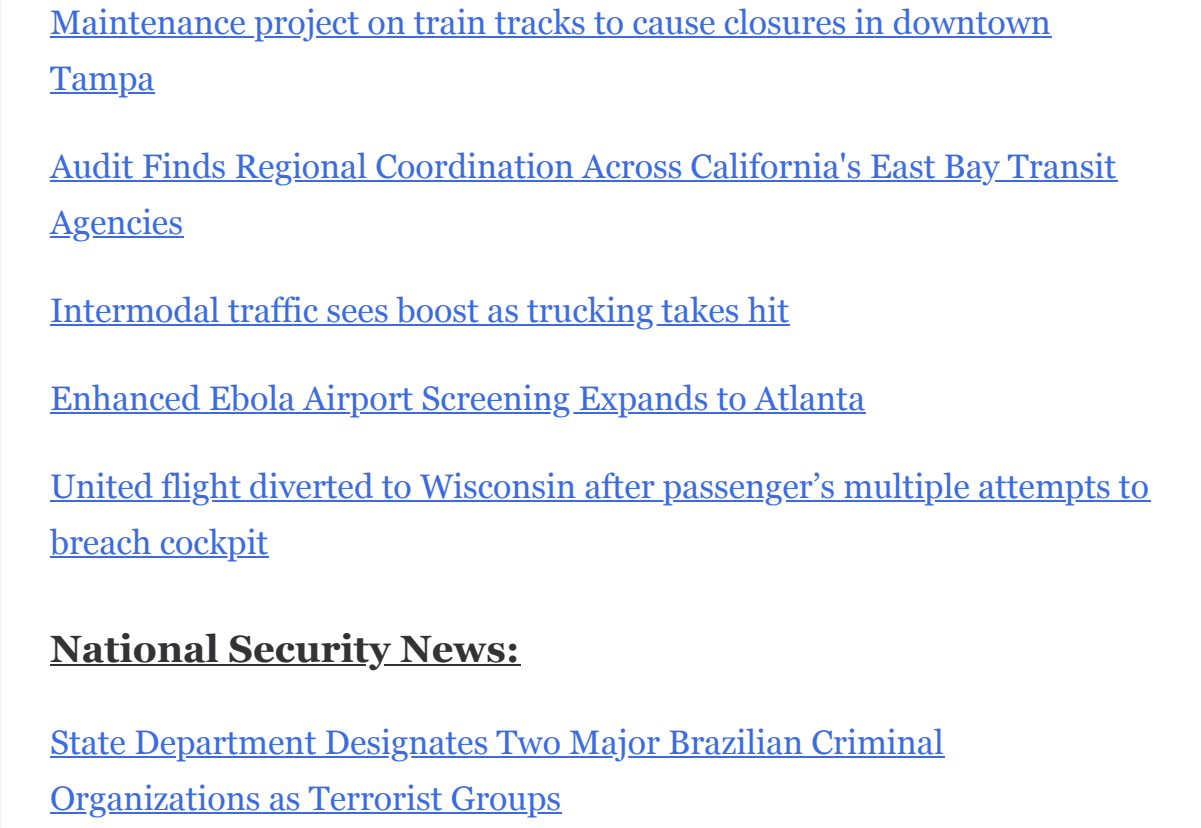 Maintenance project on train tracks to cause closures in downtown
Tampa
Audit Finds Regional Coordination Across California's East Bay Transit
Agencies
Intermodal traffic sees boost as trucking takes hit
Enhanced Ebola Airport Screening Expands to Atlanta
United flight diverted to Wisconsin after passenger’s multiple attempts to
breach cockpit
National Security News:
State Department Designates Two Major Brazilian Criminal
Organizations as Terrorist Groups